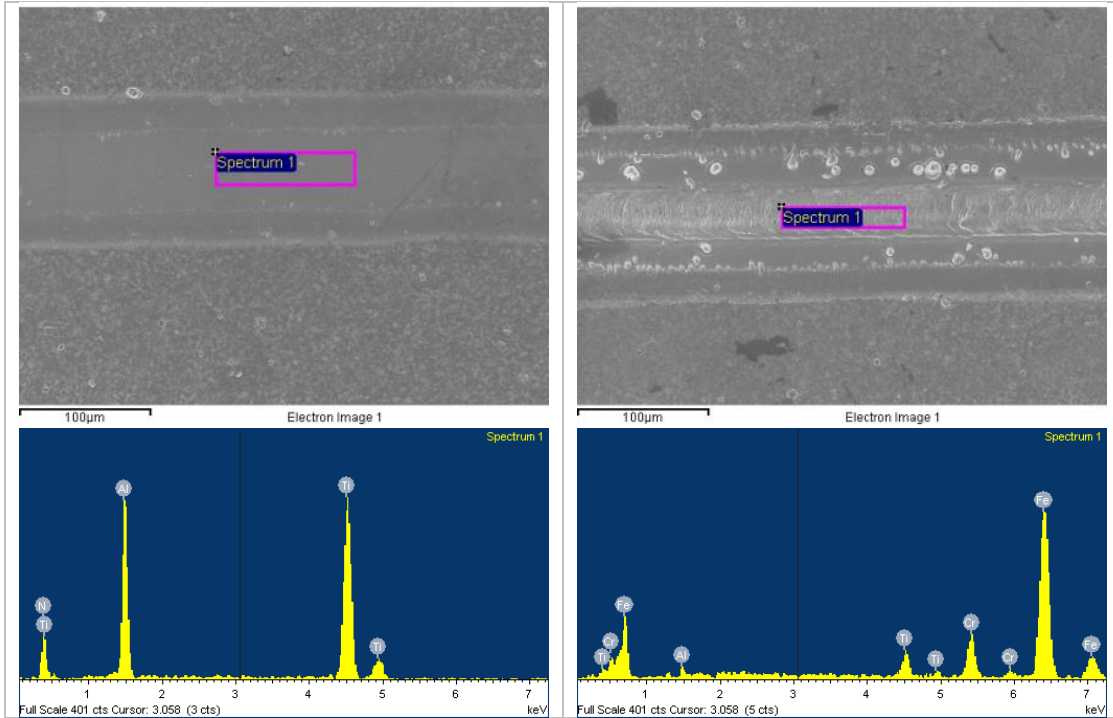 Spectrum 1
100µm Electron Image 1
Spectrum 1
N
Ti
Al
Ti
Ti
1 2 3 4 5 6 7
Full Scale 401 cts Cursor: 3.058 (3 cts) keV
Spectrum 1
100µm Electron Image 1
Spectrum 1
Ti
Cr
Fe
Al
Ti
Ti
Cr
Cr
Fe
Fe
1 2 3 4 5 6 7
Full Scale 401 cts Cursor: 3.058 (5 cts) keV